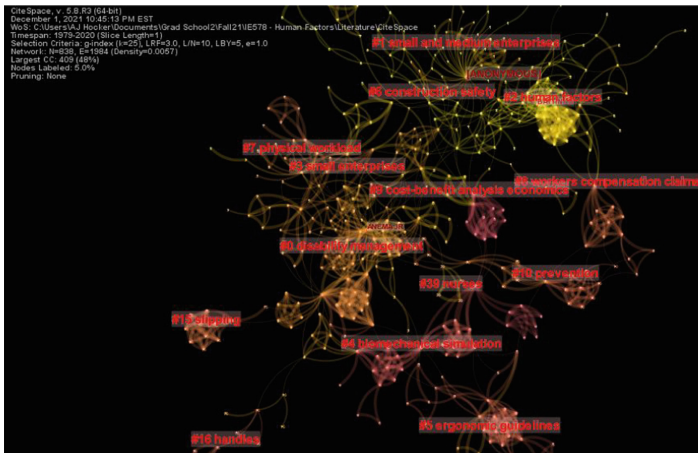 CiteSpace, v. 5.8.R3 (64-bit)
December 1, 2021 10:45:13 PM EST
WoS: C:\Users\AJ Hocker\Documents\Grad School2\Fall21\IE578 - Human Factors\Literature\CiteSpace
Timespan: 1979-2020 (Slice Length=1)
Selection Criteria: g-index (k=25), LRF=3.0, L/N=10, LBY=5, e=1.0
Network: N=838, E=1984 (Density=0.0057)
Largest CC: 409 (48%)
Nodes Labeled: 5.0%
Pruning: None
#1 small and medium enterprises
[ANONYMOUS]
#6 construction safety
#2 human factors
#7 physical workload
#3 small enterprises
#8 workers compensation claims
#9 cost-benefit analysis economics
#0 disability management
#10 prevention
#39 nurses
#15 slipping
#4 biomechanical simulation
#5 ergonomic guidelines
#16 handles